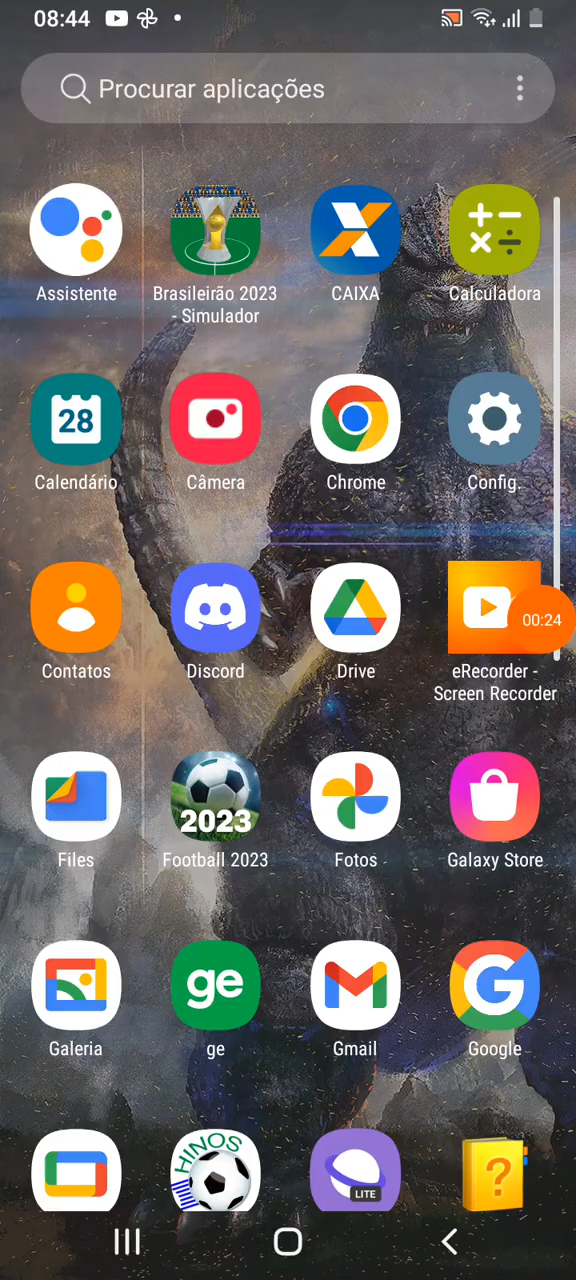 08:44
Procurar aplicações
Assistente
Brasileirão 2023
- Simulador
CAIXA
Calculadora
28
Calendário
Câmera
Chrome
Config.
Contatos
Discord
Drive
00:24
eRecorder -
Screen Recorder
2023
Files
Football 2023
Fotos
Galaxy Store
ge
G
Galeria
ge
Gmail
Google
HINOS
LITE
?